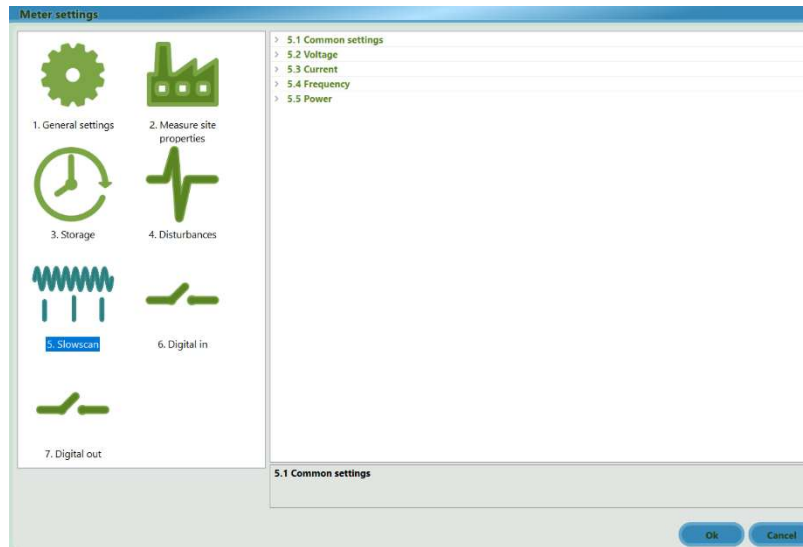 Meter settings
1. General settings
2. Measure site
properties
3. Storage
4. Disturbances
5. Slowscan
6. Digital in
7. Digital out
5.1 Common settings
5.2 Voltage
5.3 Current
5.4 Frequency
5.5 Power
5.1 Common settings
Ok
Cancel